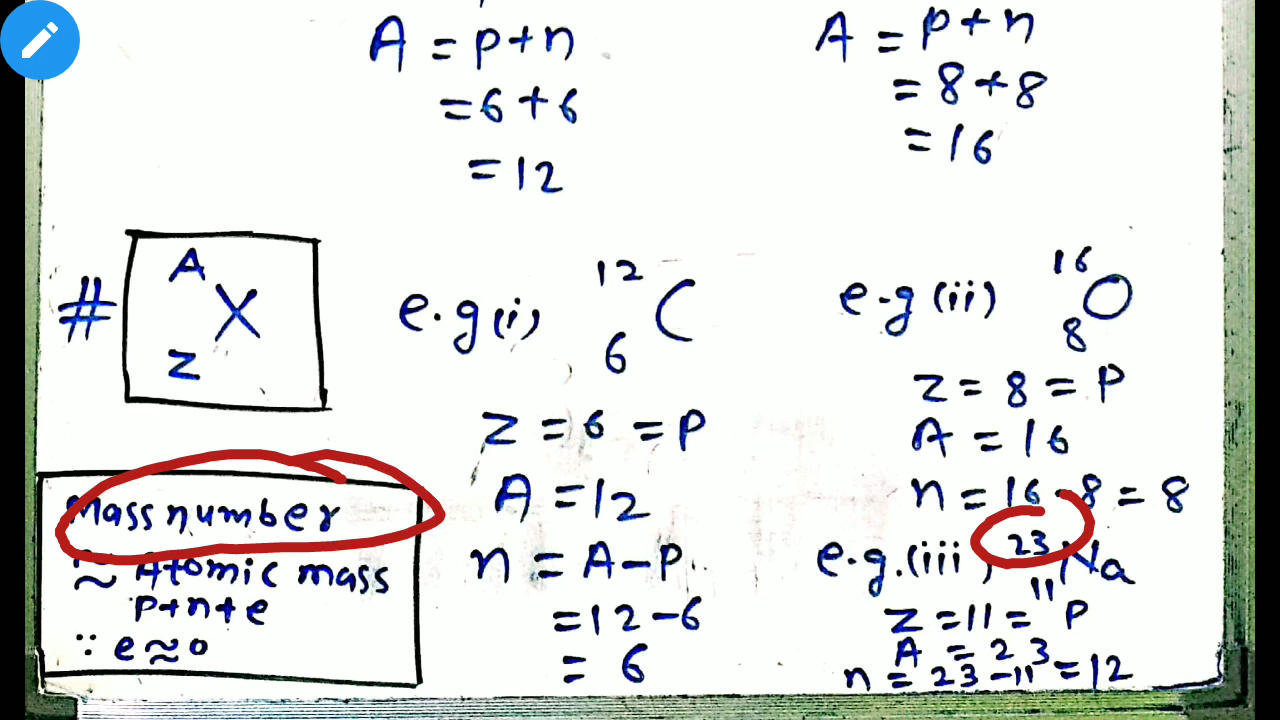 A = p+n
=6+6
=12
A = p+n
= 8+8
=16
# A
X
Z
e.g(i) 12
C
6
Z = 6 = P
A =12
n = A-P
=12-6
= 6
e-g(ii) 16
O
8
Z = 8 = P
A = 16
n = 16-8 = 8
e.g.(iii) 23
Na
11
Z=11= P
A = 23
n = 23-11 =12
Mass number
≈ Atomic mass
p+n+e
∵ e≈0